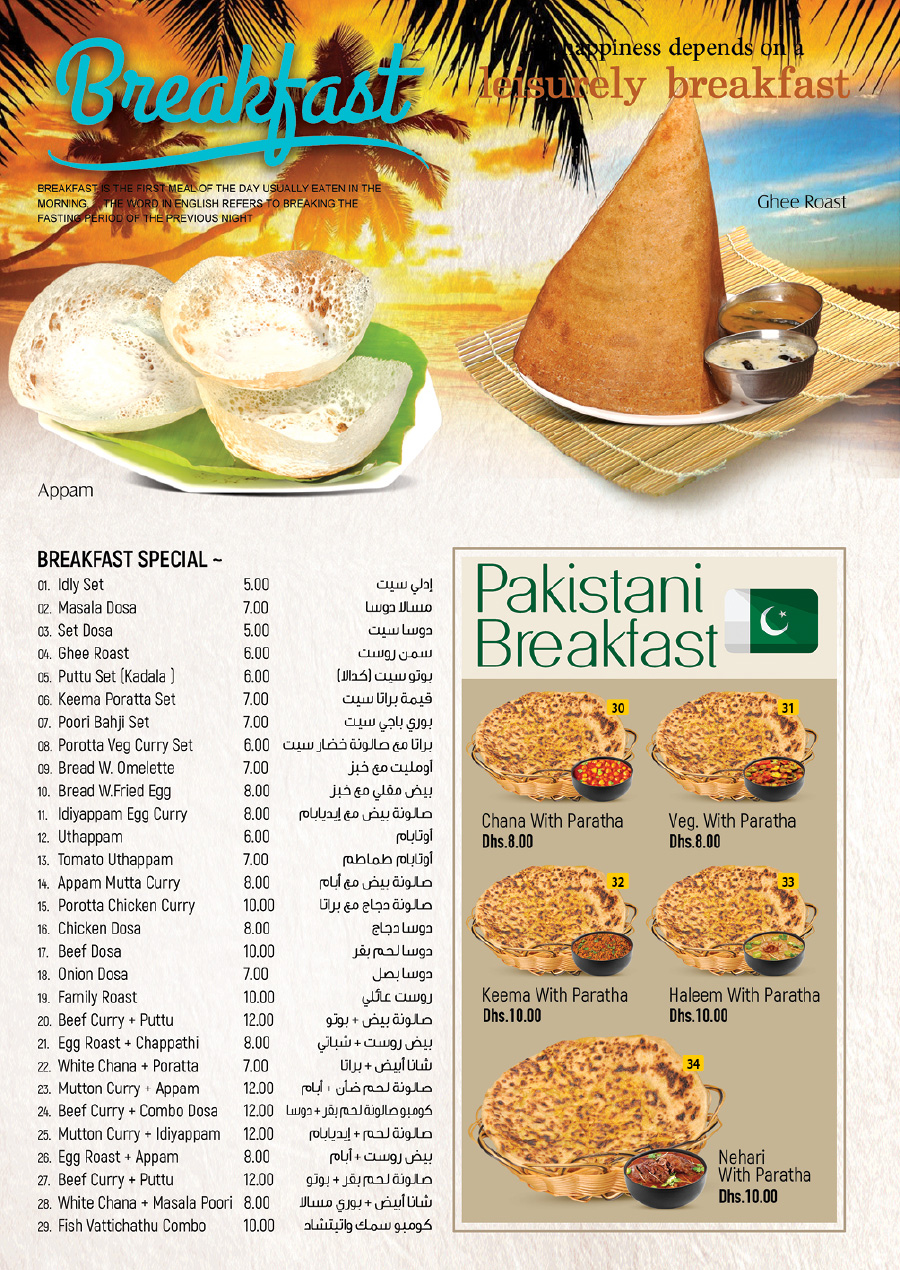 Breakfast
happiness depends on a
leisurely breakfast
BREAKFAST IS THE FIRST MEAL OF THE DAY USUALLY EATEN IN THE
MORNING. THE WORD IN ENGLISH REFERS TO BREAKING THE
FASTING PERIOD OF THE PREVIOUS NIGHT
Ghee Roast
Appam
BREAKFAST SPECIAL ~
01. Idly Set 5.00 إدلي سيت
02. Masala Dosa 7.00 مسالا دوسا
03. Set Dosa 5.00 دوسا سيت
04. Ghee Roast 6.00 سمن روست
05. Puttu Set (Kadala ) 6.00 بوتو سيت (كدالا)
06. Keema Poratta Set 7.00 قيمة براتا سيت
07. Poori Bahji Set 7.00 بوري باجي سيت
08. Porotta Veg Curry Set 6.00 براتا مع صالونة خضار سيت
09. Bread W. Omelette 7.00 أومليت مع خبز
10. Bread W.Fried Egg 8.00 بيض مقلي مع خبز
11. Idiyappam Egg Curry 8.00 صالونة بيض مع إيديابام
12. Uthappam 6.00 أوتابام
13. Tomato Uthappam 7.00 أوتابام طماطم
14. Appam Mutta Curry 8.00 صالونة بيض مع أبام
15. Porotta Chicken Curry 10.00 صالونة دجاج مع براتا
16. Chicken Dosa 8.00 دوسا دجاج
17. Beef Dosa 10.00 دوسا لحم بقر
18. Onion Dosa 7.00 دوسا بصل
19. Family Roast 10.00 روست عائلي
20. Beef Curry + Puttu 12.00 صالونة بيض + بوتو
21. Egg Roast + Chappathi 8.00 بيض روست + شباتي
22. White Chana + Poratta 7.00 شانا أبيض + براتا
23. Mutton Curry + Appam 12.00 صالونة لحم ضأن + أبام
24. Beef Curry + Combo Dosa 12.00 كومبو صالونة لحم بقر + دوسا
25. Mutton Curry + Idiyappam 12.00 صالونة لحم + إيديابام
26. Egg Roast + Appam 8.00 بيض روست + أبام
27. Beef Curry + Puttu 12.00 صالونة لحم بقر + بوتو
28. White Chana + Masala Poori 8.00 شانا أبيض + بوري مسالا
29. Fish Vattichathu Combo 10.00 كومبو سمك واتيتشاد
Pakistani
Breakfast
30
31
Chana With Paratha
Dhs.8.00
Veg. With Paratha
Dhs.8.00
32
33
Keema With Paratha
Dhs.10.00
Haleem With Paratha
Dhs.10.00
34
Nehari
With Paratha
Dhs.10.00